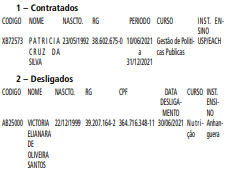 1 – Contratados
CODIGO NOME NASCTO. RG PERIODO CURSO INST. EN-
SINO
XB72573 PATRICIA 23/05/1992 38.602.675-0 10/06/2021 Gestão de Políti- USP/EACH
CRUZ DA a cas Publicas
SILVA 31/12/2021
2 – Desligados
CODIGO NOME NASCTO. RG CPF DATA CURSO INST.
DESLIGA- ENSI-
MENTO NO
AB25000 VICTORIA 22/12/1999 39.207.164-2 364.716.348-11 30/06/2021 Nutri- Anhan-
ELIANARA ção guera
DE
OLIVEIRA
SANTOS